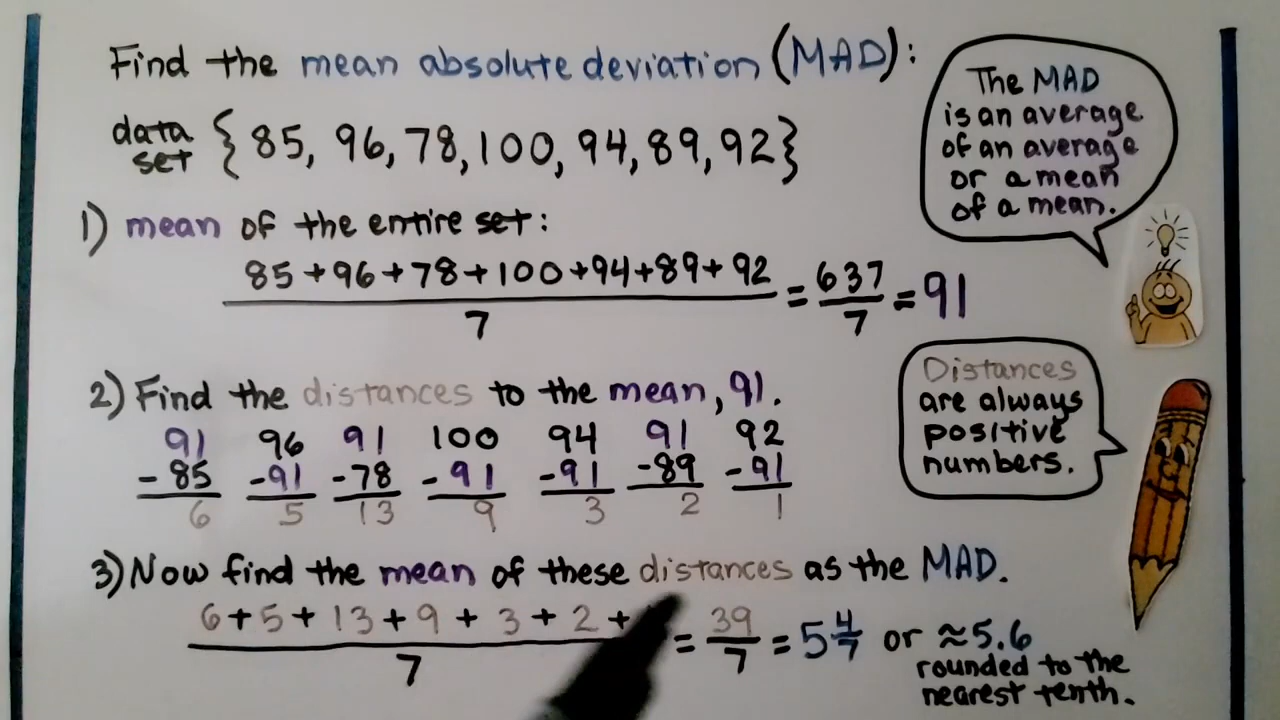 Find the mean absolute deviation (MAD):
data set { 85, 96, 78, 100, 94, 89, 92}
The MAD
is an average
of an average
or a mean
of a mean.
1) mean of the entire set:
85+96+78+100+94+89+92
7
= 637/7 = 91
2) Find the distances to the mean, 91.
91 96 91 100 94 91 92
-85 -91 -78 -91 -91 -89 -91
6 5 13 9 3 2 1
Distances
are always
positive
numbers.
3) Now find the mean of these distances as the MAD.
6 + 5 + 13 + 9 + 3 + 2 +
7
= 39/7 = 5 4/7 or ≈5.6
rounded to the
nearest tenth.